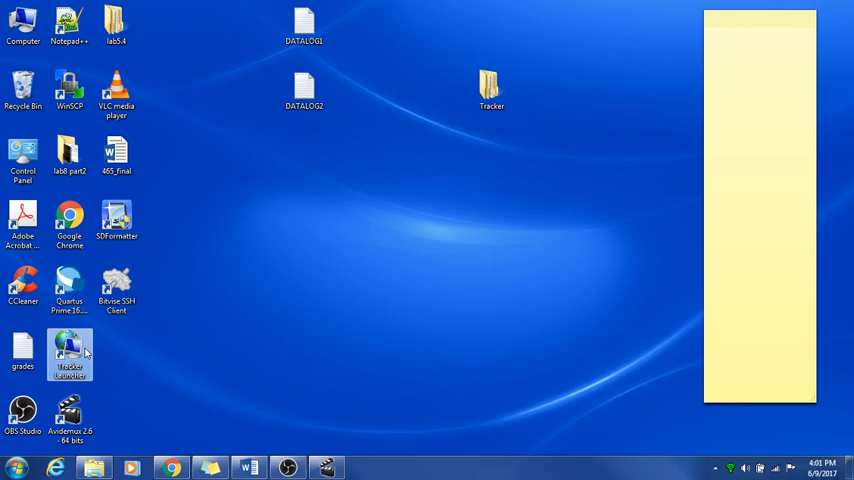 Computer
Notepad++
lab5.4
DATALOG1
Recycle Bin
WinSCP
VLC media
player
DATALOG2
Tracker
Control
Panel
lab8 part2
465_final
Adobe
Acrobat ...
Google
Chrome
SDFormatter
CCleaner
Quartus
Prime 16....
Bitvise SSH
Client
grades
Tracker
Launcher
OBS Studio
Avidemux 2.6
- 64 bits
4:01 PM
6/9/2017